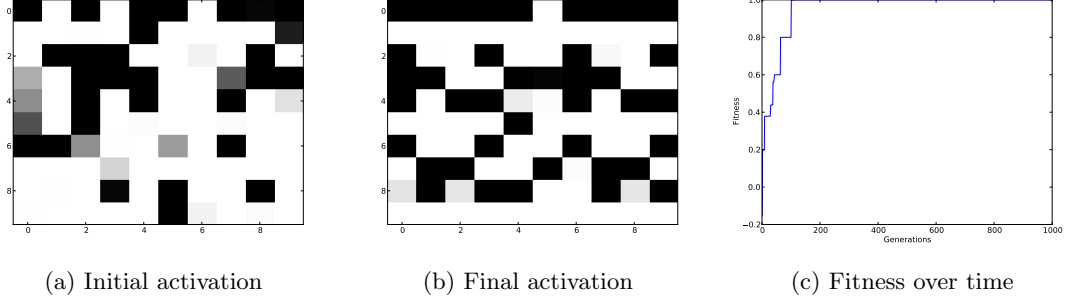 0
2
4
6
8
0 2 4 6 8
0
2
4
6
8
0 2 4 6 8
1.0
0.8
0.6
0.4
0.2
0.0
−0.2
Fitness
0 200 400 600 800 1000
Generations
(a) Initial activation
(b) Final activation
(c) Fitness over time